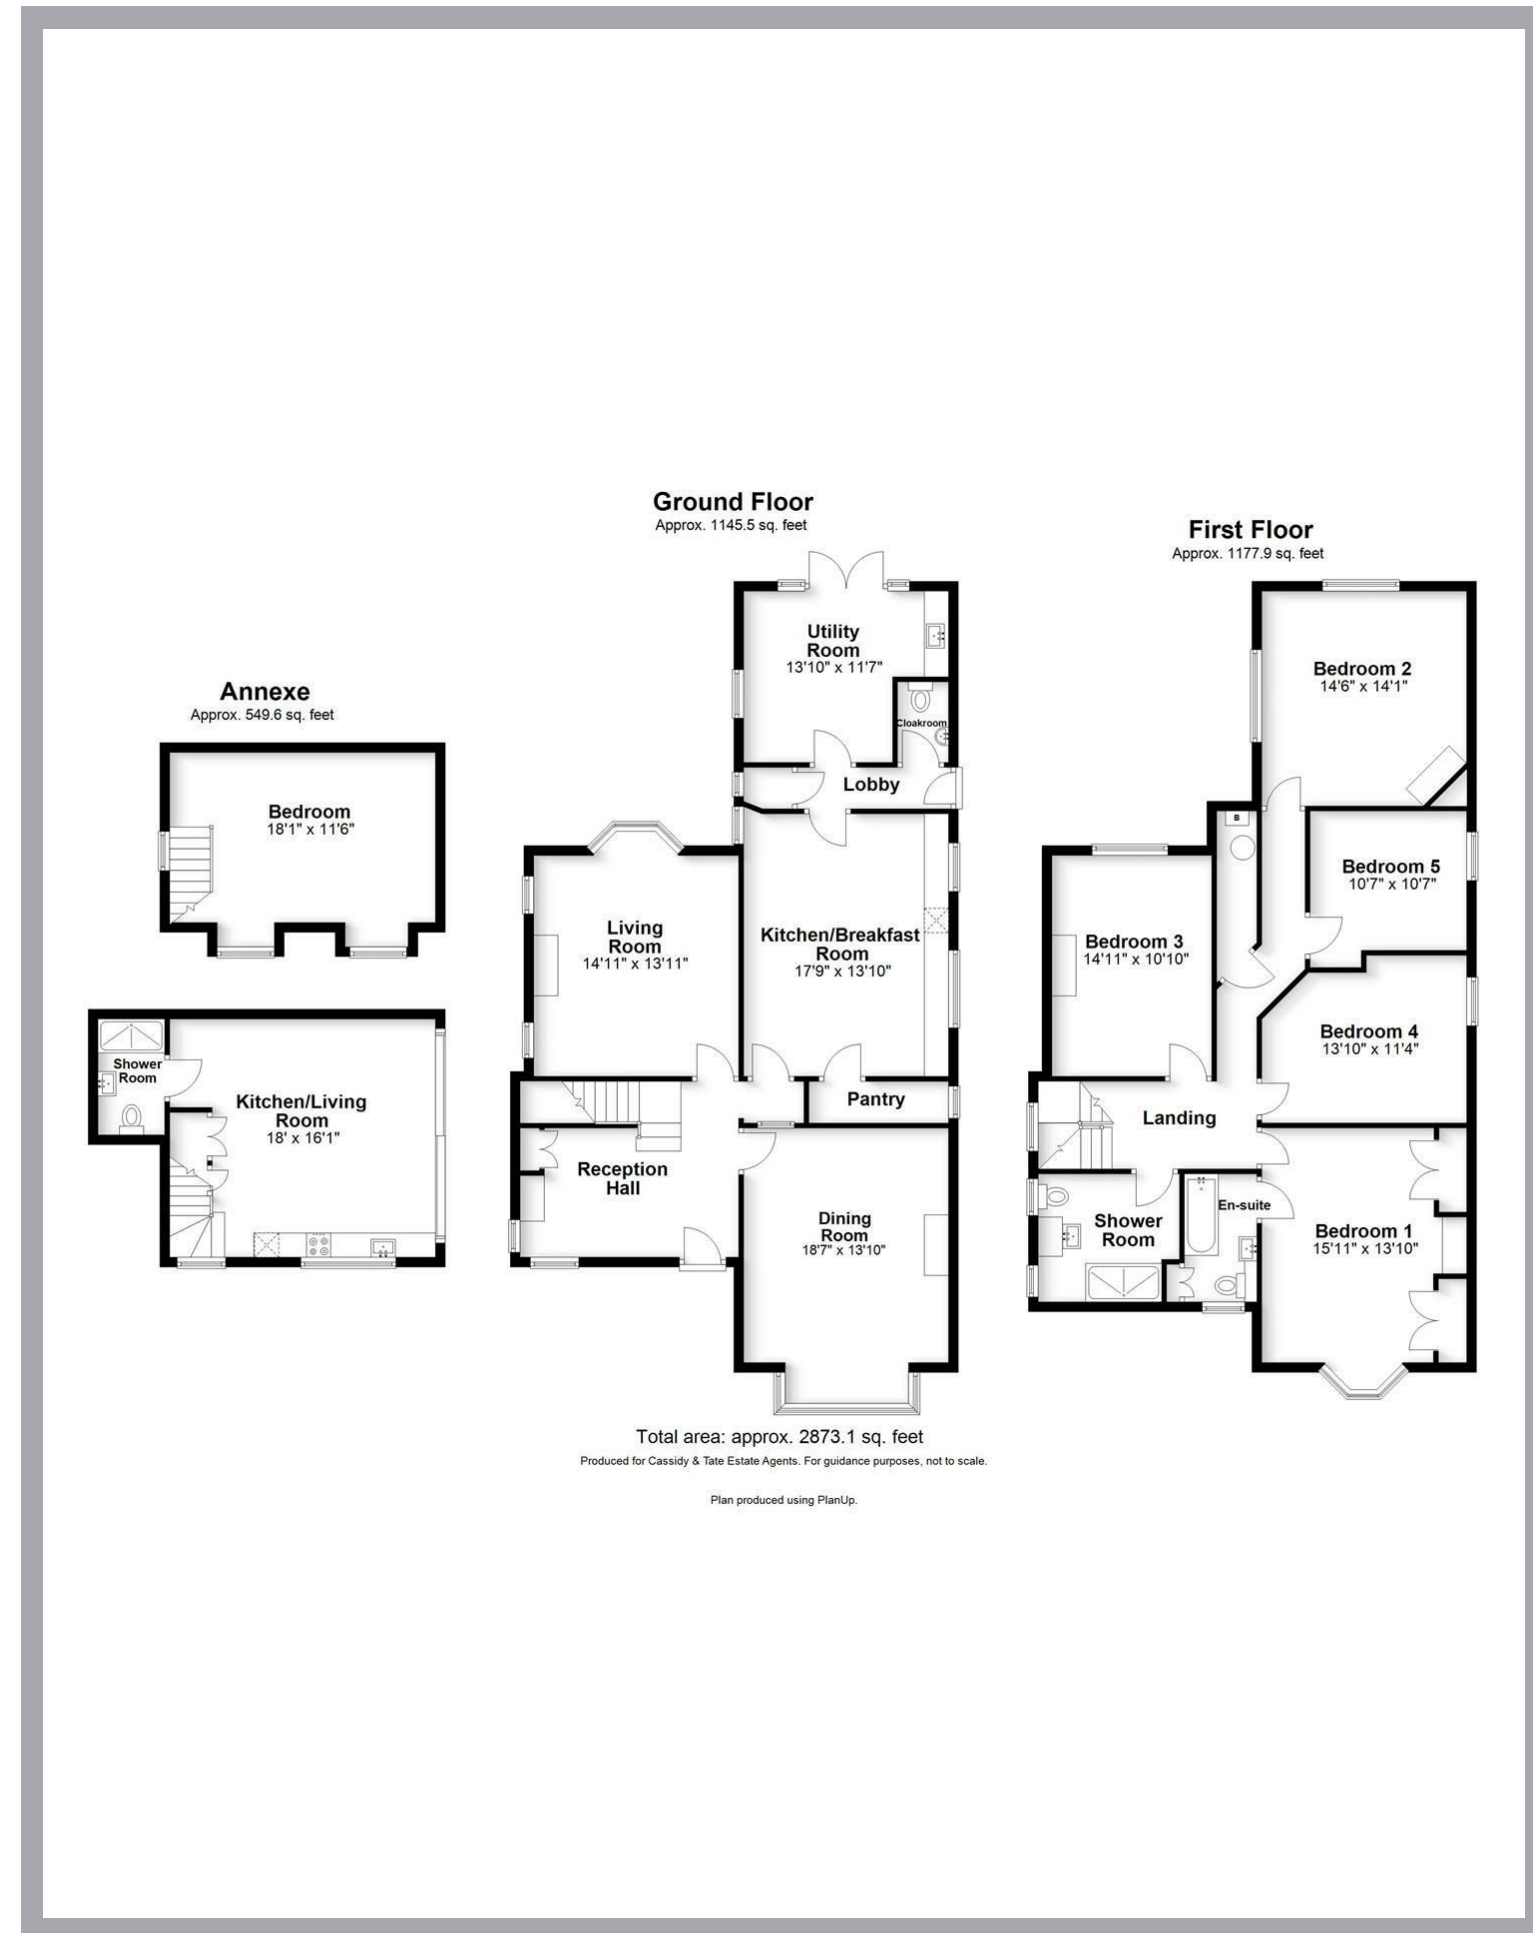 Ground Floor
Approx. 1145.5 sq. feet
Utility
Room
13'10" x 11'7"
Cloakroom
Lobby
Living
Room
14'11" x 13'11"
Kitchen/Breakfast
Room
17'9" x 13'10"
Pantry
Reception
Hall
Dining
Room
18'7" x 13'10"
First Floor
Approx. 1177.9 sq. feet
Bedroom 2
14'6" x 14'1"
B
Bedroom 5
10'7" x 10'7"
Bedroom 3
14'11" x 10'10"
Bedroom 4
13'10" x 11'4"
Landing
Shower
Room
En-suite
Bedroom 1
15'11" x 13'10"
Annexe
Approx. 549.6 sq. feet
Bedroom
18'1" x 11'6"
Shower
Room
Kitchen/Living
Room
18' x 16'1"
Total area: approx. 2873.1 sq. feet
Produced for Cassidy & Tate Estate Agents. For guidance purposes, not to scale.
Plan produced using PlanUp.